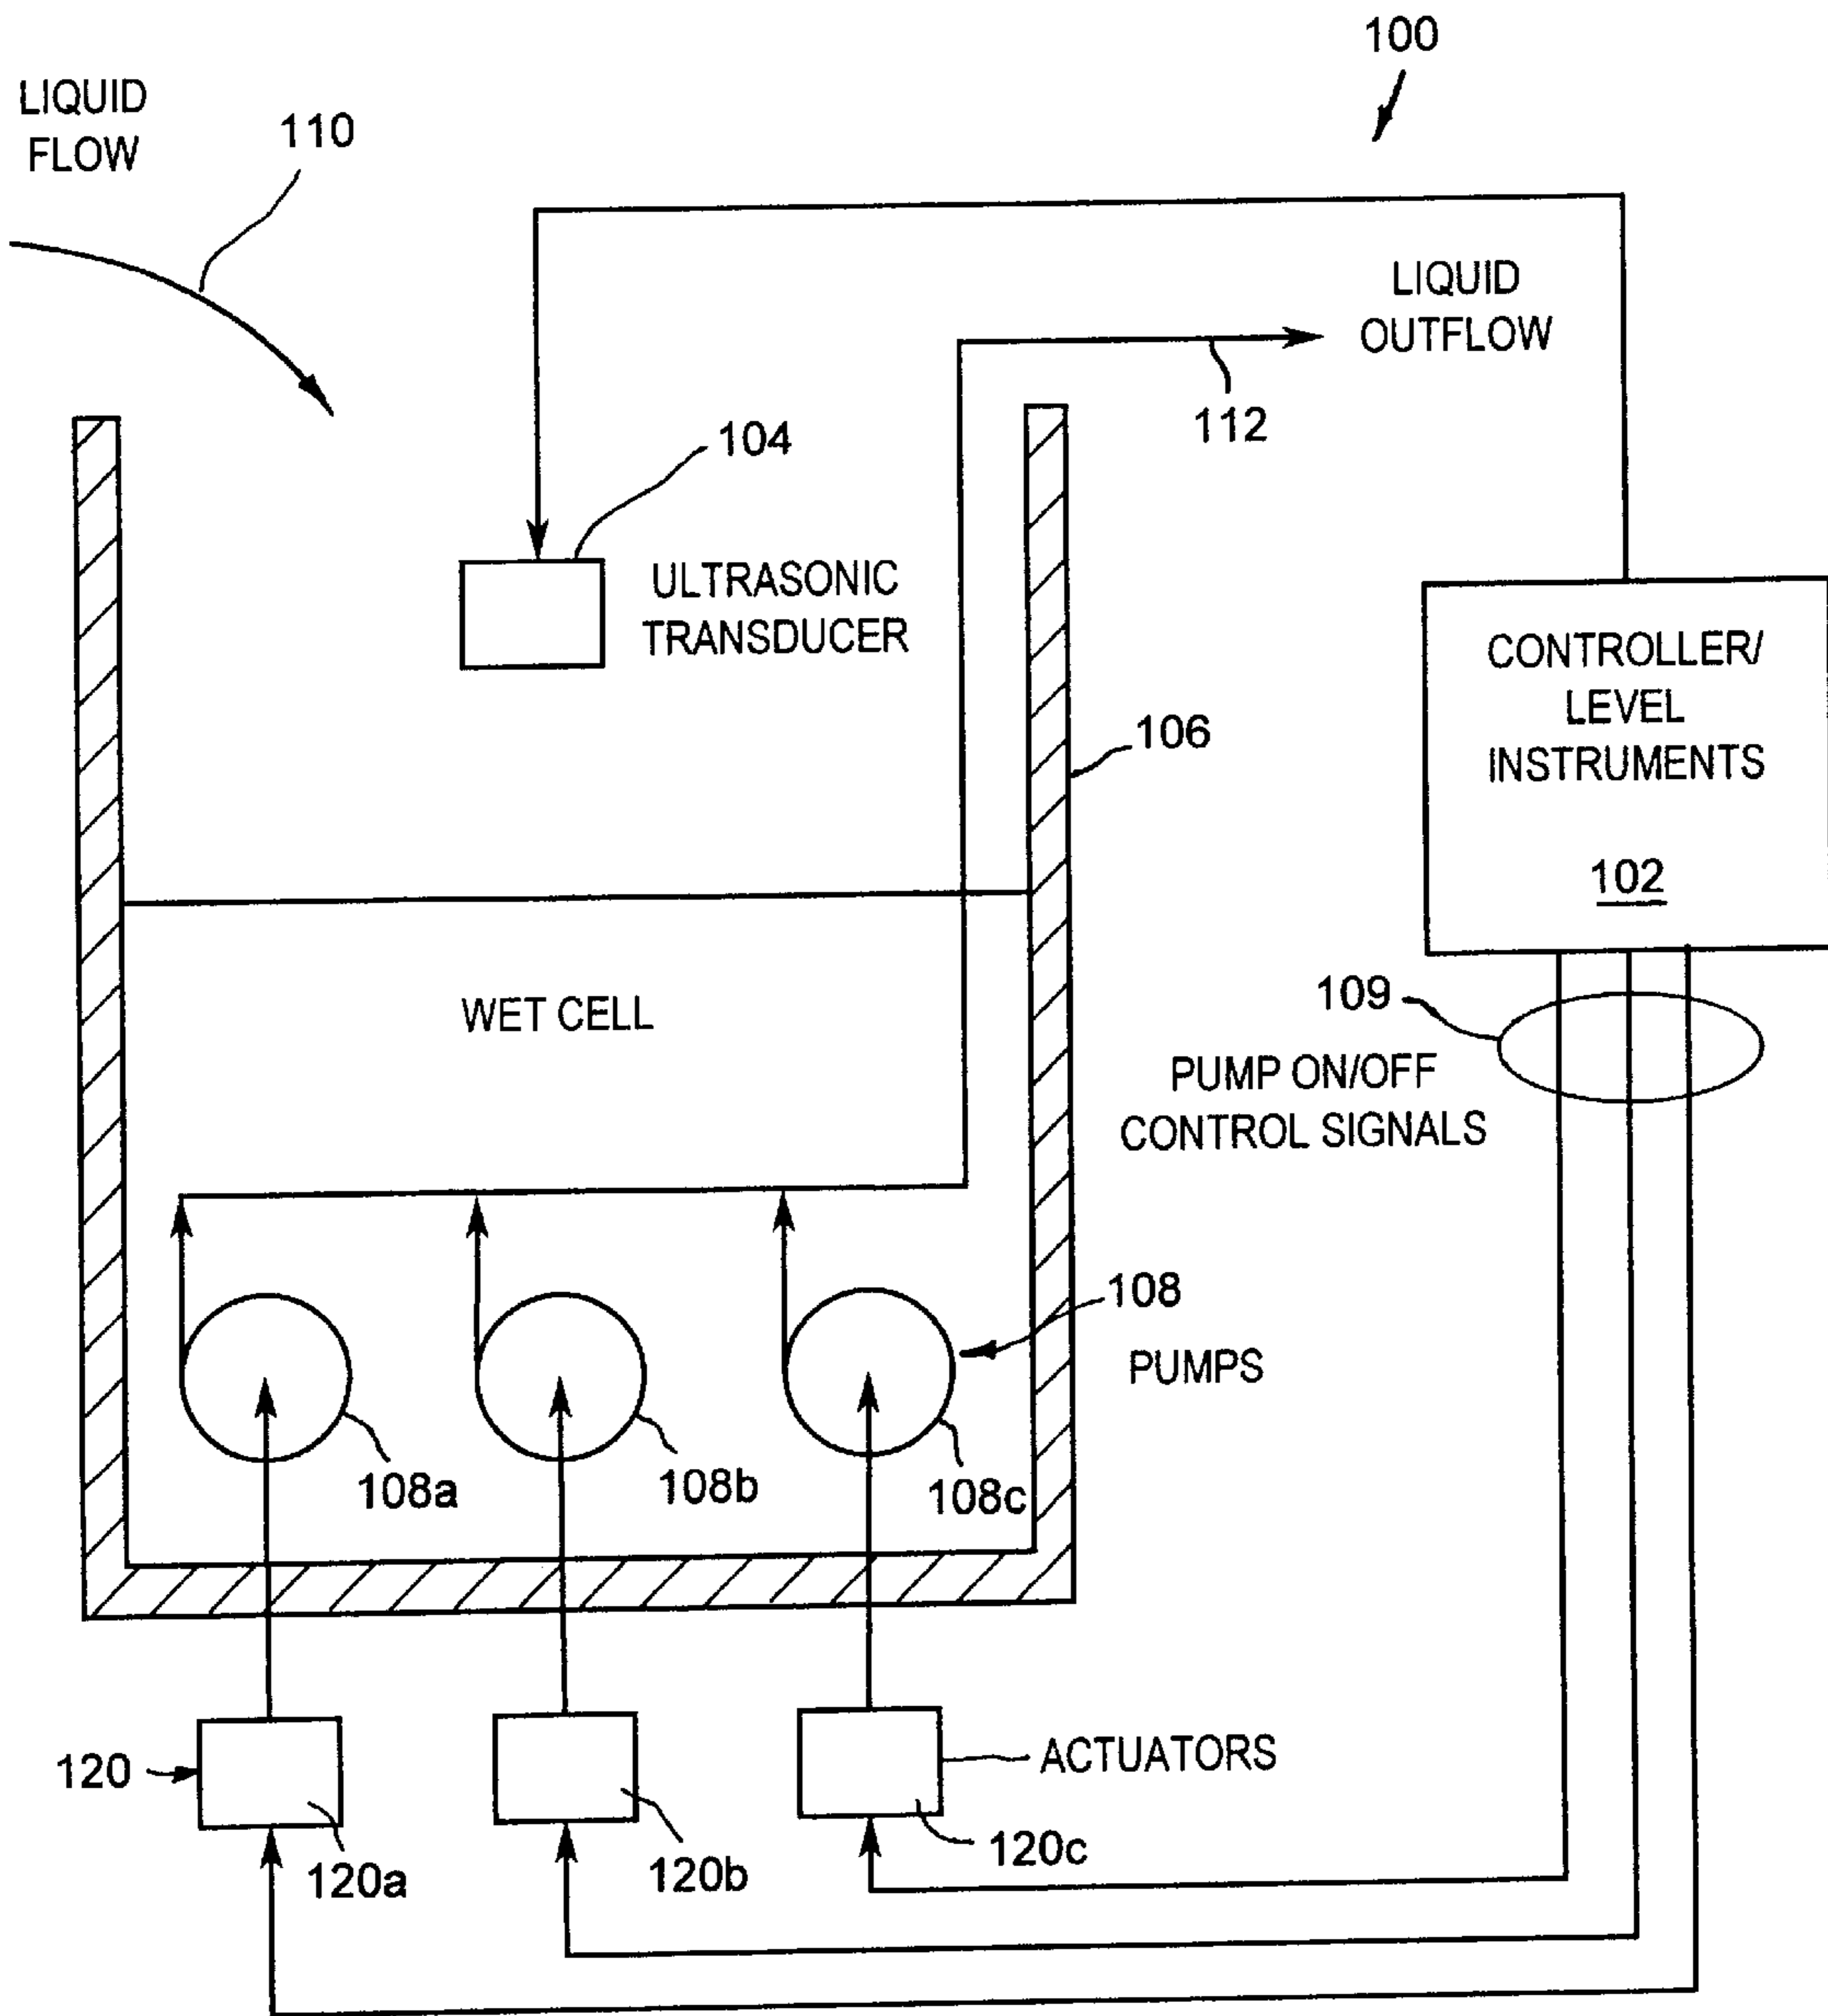 100
LIQUID
FLOW
110
LIQUID
OUTFLOW
112
104
ULTRASONIC
TRANSDUCER
CONTROLLER/
LEVEL
INSTRUMENTS
102
106
WET CELL
109
PUMP ON/OFF
CONTROL SIGNALS
108
PUMPS
108a
108b
108c
120
ACTUATORS
120a
120b
120c